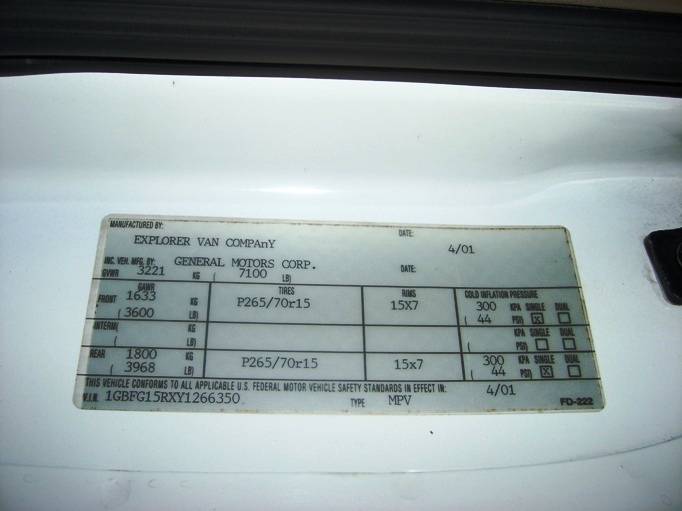 MANUFACTURED BY: DATE:
EXPLORER VAN COMPAnY 4/01
INC. VEH. MFG. BY: GENERAL MOTORS CORP. DATE:
GVWR 3221 KG ( 7100 LB)
GAWR TIRES RIMS COLD INFLATION PRESSURE
FRONT 1633 KG P265/70r15 15X7 300 KPA SINGLE DUAL
( 3600 LB) ( 44 PSI) X
INTERM( KG KPA SINGLE DUAL
( LB) ( PSI)
REAR 1800 KG P265/70r15 15x7 300 KPA SINGLE DUAL
( 3968 LB) ( 44 PSI) X
THIS VEHICLE CONFORMS TO ALL APPLICABLE U.S. FEDERAL MOTOR VEHICLE SAFETY STANDARDS IN EFFECT IN: 4/01
V.I.N. 1GBFG15RXY1266350 TYPE MPV FD-222